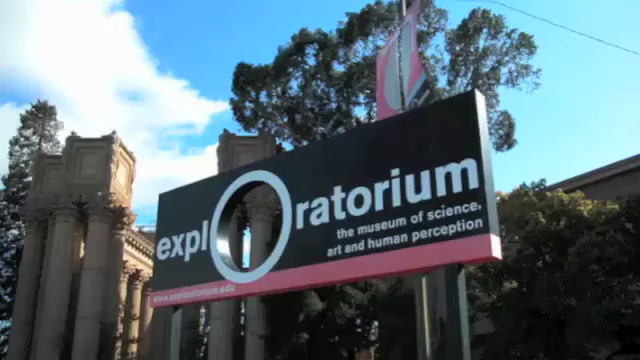 explOratorium
the museum of science,
art and human perception
www.exploratorium.edu